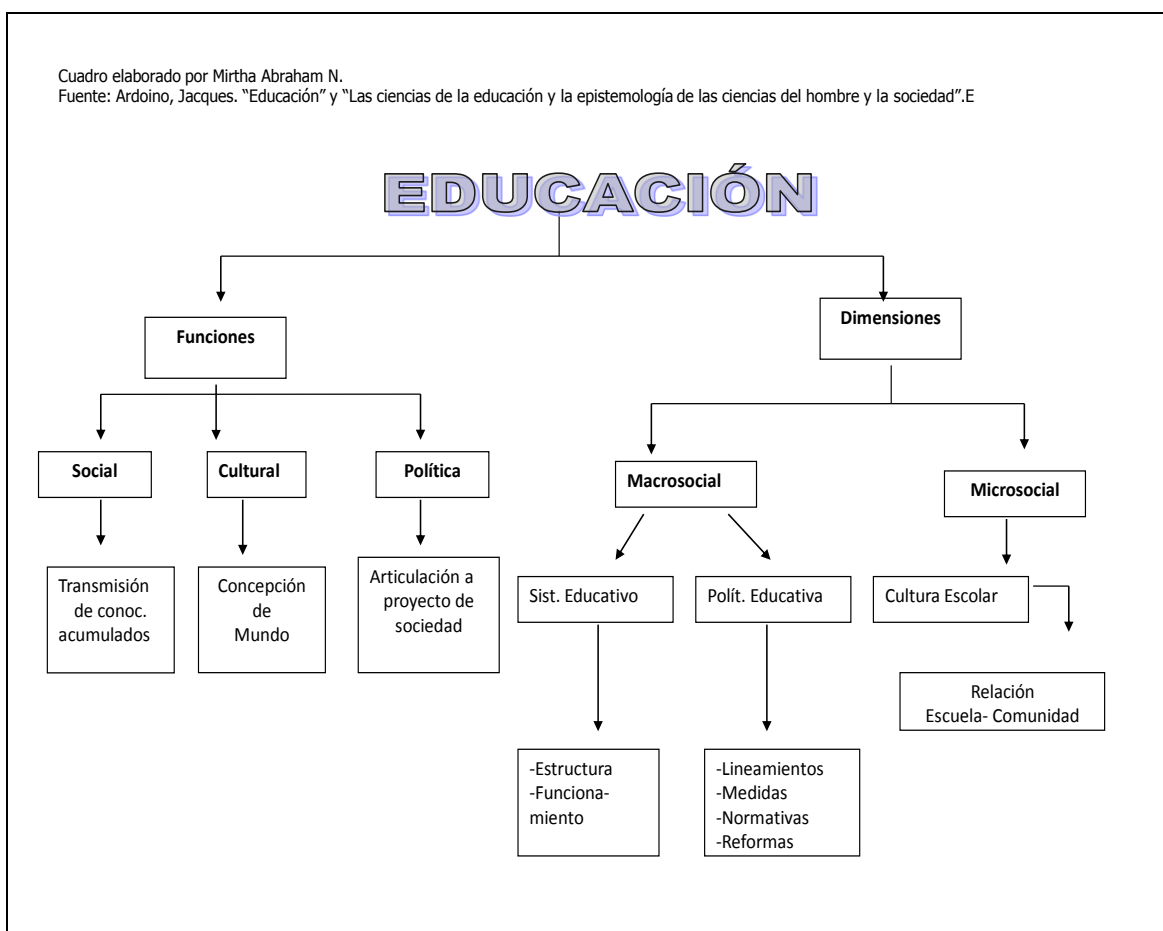 Cuadro elaborado por Mirtha Abraham N.
Fuente: Ardoino, Jacques. “Educación” y “Las ciencias de la educación y la epistemología de las ciencias del hombre y la sociedad”.E
EDUCACIÓN
Funciones
Dimensiones
Social
Cultural
Política
Macrosocial
Microsocial
Transmisión
de conoc.
acumulados
Concepción
de
Mundo
Articulación a
proyecto de
sociedad
Sist. Educativo
Polít. Educativa
Cultura Escolar
Relación
Escuela- Comunidad
-Estructura
-Funciona-
miento
-Lineamientos
-Medidas
-Normativas
-Reformas